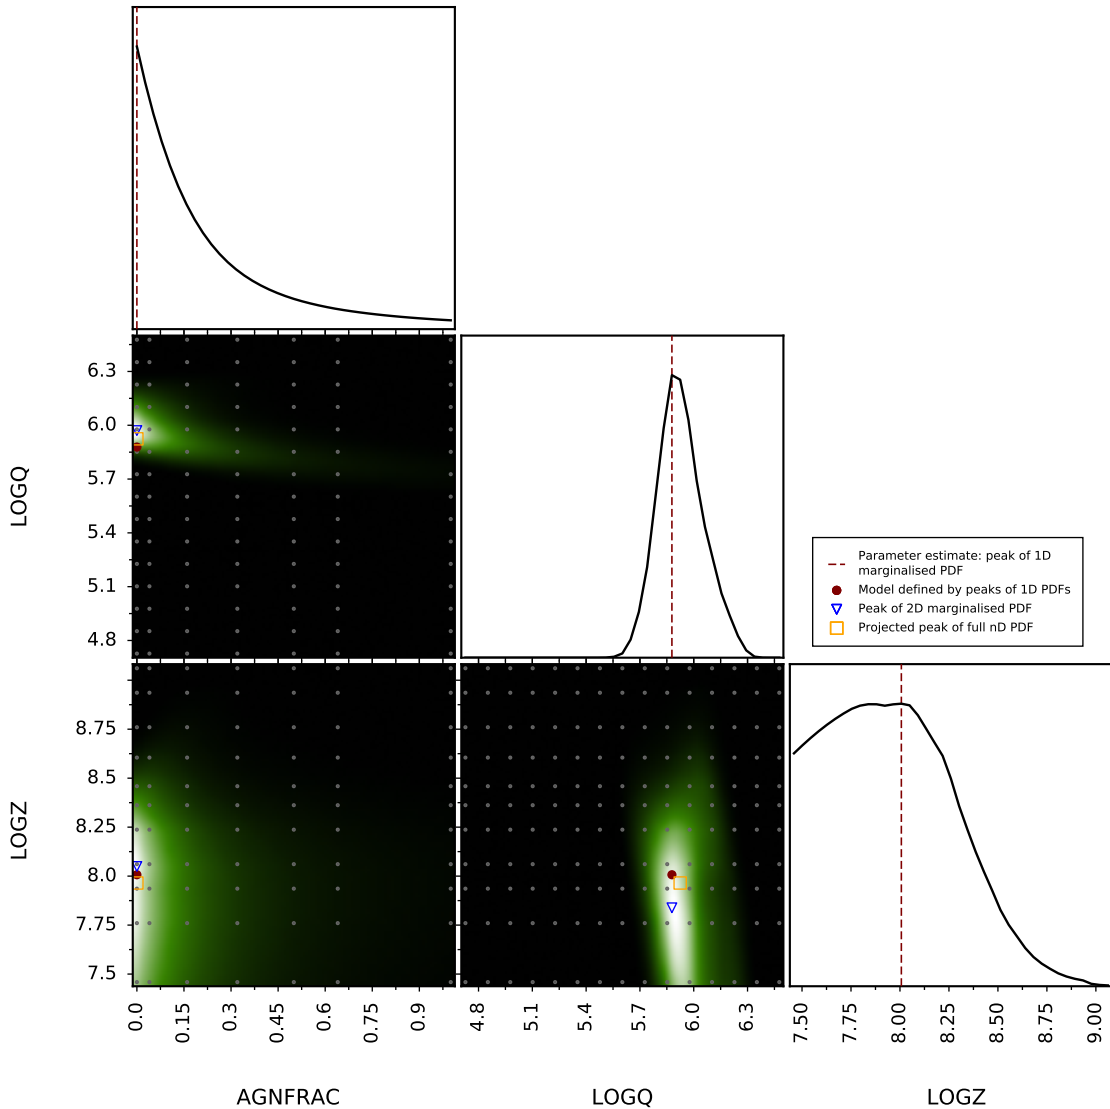 6.3
6.0
5.7
5.4
5.1
4.8
LOGQ
Parameter estimate: peak of 1D
marginalised PDF
Model defined by peaks of 1D PDFs
Peak of 2D marginalised PDF
Projected peak of full nD PDF
8.75
8.5
8.25
8.0
7.75
7.5
LOGZ
0.0 0.15 0.3 0.45 0.6 0.75 0.9
4.8 5.1 5.4 5.7 6.0 6.3
7.50 7.75 8.00 8.25 8.50 8.75 9.00
AGNFRAC LOGQ LOGZ